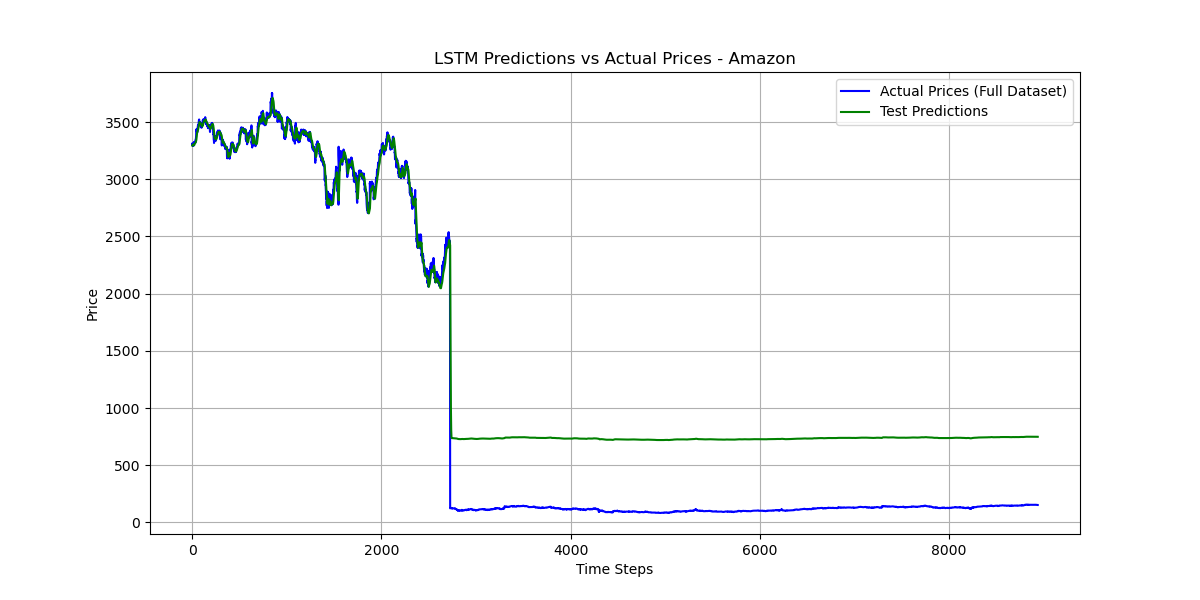 LSTM Predictions vs Actual Prices - Amazon
Actual Prices (Full Dataset)
Test Predictions
3500
3000
2500
2000
1500
1000
500
0
Price
0 2000 4000 6000 8000
Time Steps